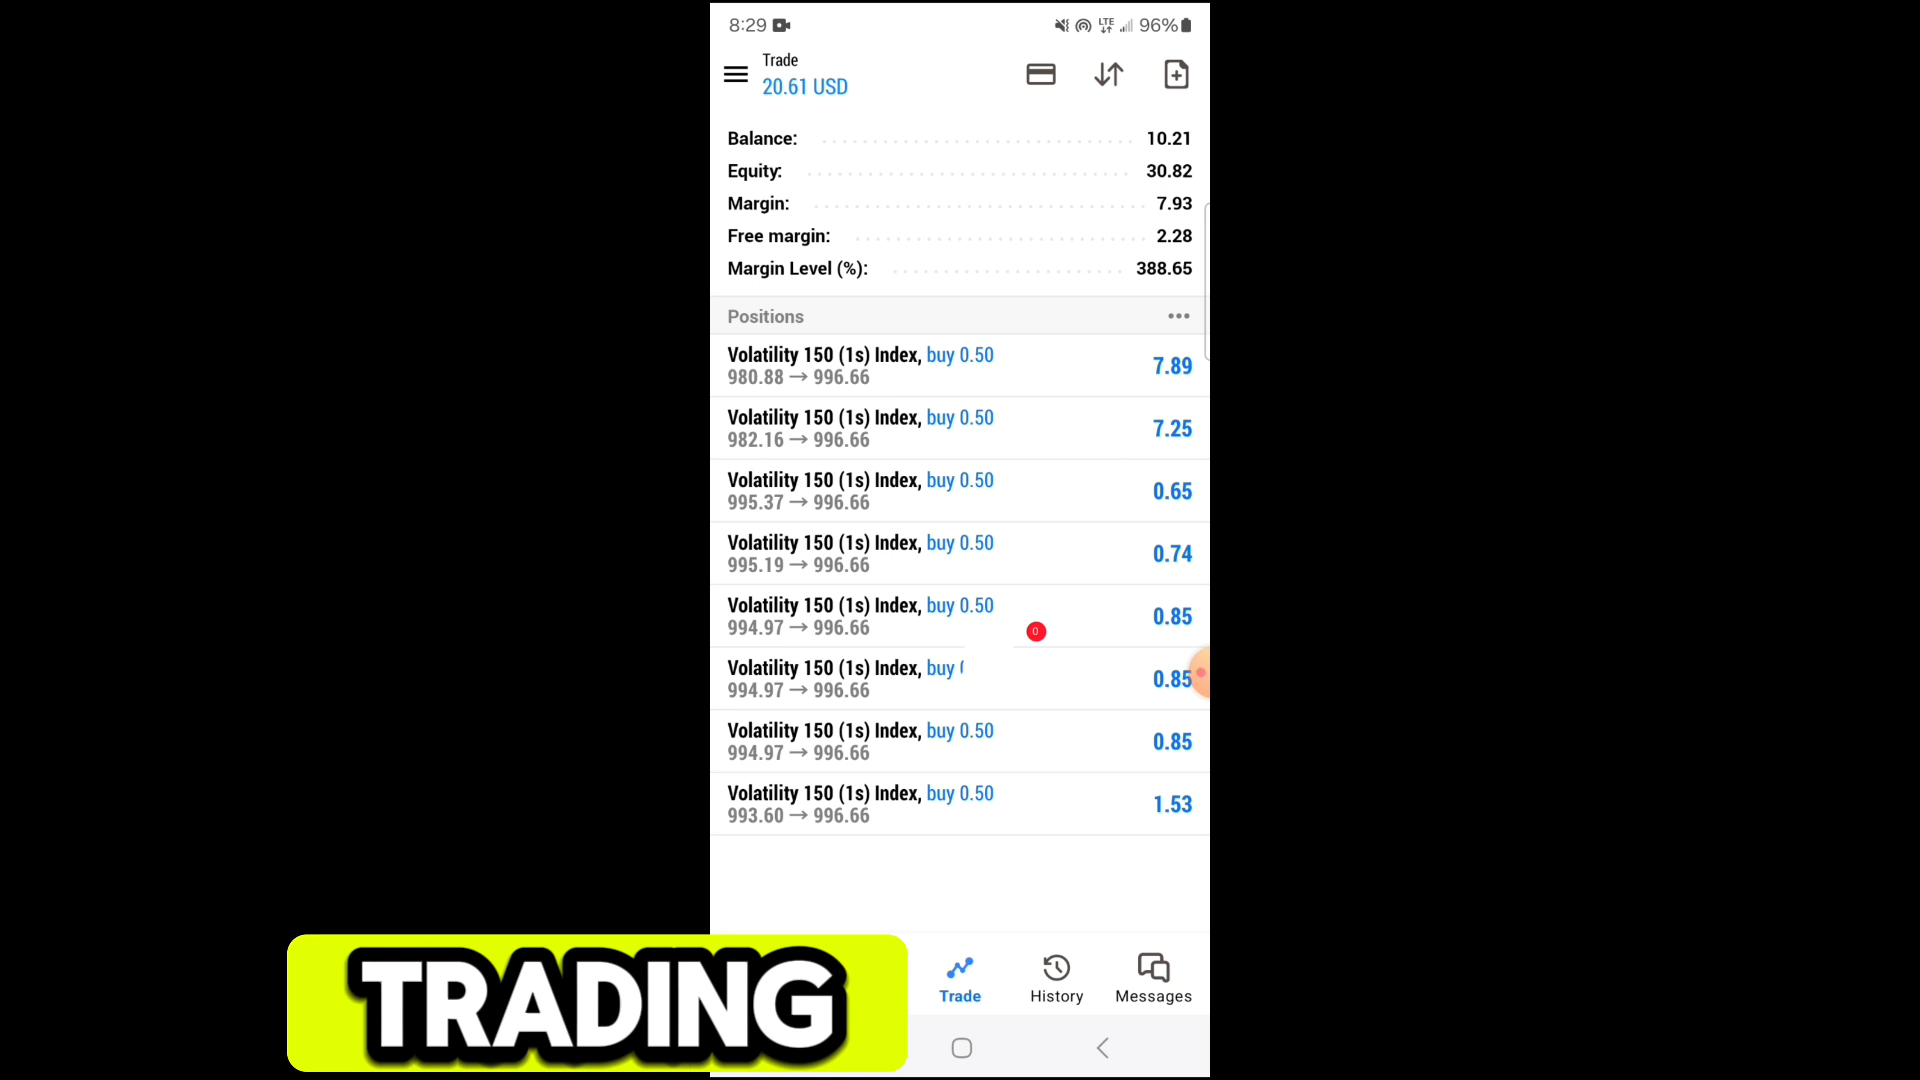 8:29 LTE 96%
Trade
20.61 USD
Balance: 10.21
Equity: 30.82
Margin: 7.93
Free margin: 2.28
Margin Level (%): 388.65
Positions
Volatility 150 (1s) Index, buy 0.50
980.88 → 996.66 7.89
Volatility 150 (1s) Index, buy 0.50
982.16 → 996.66 7.25
Volatility 150 (1s) Index, buy 0.50
995.37 → 996.66 0.65
Volatility 150 (1s) Index, buy 0.50
995.19 → 996.66 0.74
Volatility 150 (1s) Index, buy 0.50
994.97 → 996.66 0.85
0
Volatility 150 (1s) Index, buy
994.97 → 996.66 0.85
Volatility 150 (1s) Index, buy 0.50
994.97 → 996.66 0.85
Volatility 150 (1s) Index, buy 0.50
993.60 → 996.66 1.53
TRADING
Trade History Messages